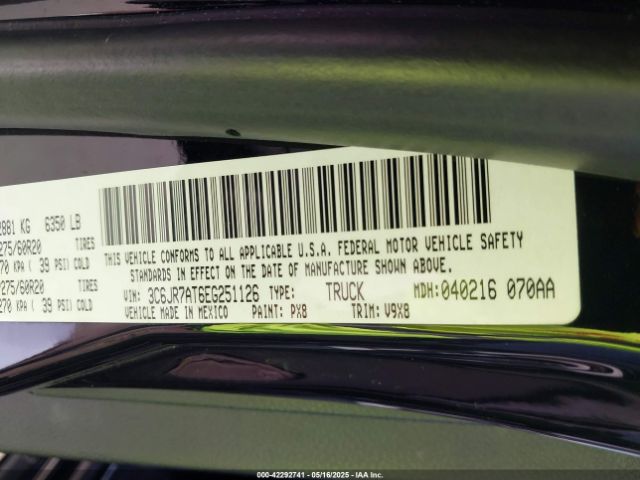 2881 KG 6350 LB
275/60R20 TIRES
270 KPA ( 39 PSI) COLD
275/60R20 TIRES
270 KPA ( 39 PSI) COLD
THIS VEHICLE CONFORMS TO ALL APPLICABLE U.S.A. FEDERAL MOTOR VEHICLE SAFETY
STANDARDS IN EFFECT ON THE DATE OF MANUFACTURE SHOWN ABOVE.
VIN: 3C6JR7AT6EG251126 TYPE: TRUCK MDH: 040216 070AA
VEHICLE MADE IN MEXICO PAINT: PX8 TRIM: V9X8
000-42292741 - 05/16/2025 - IAA Inc.